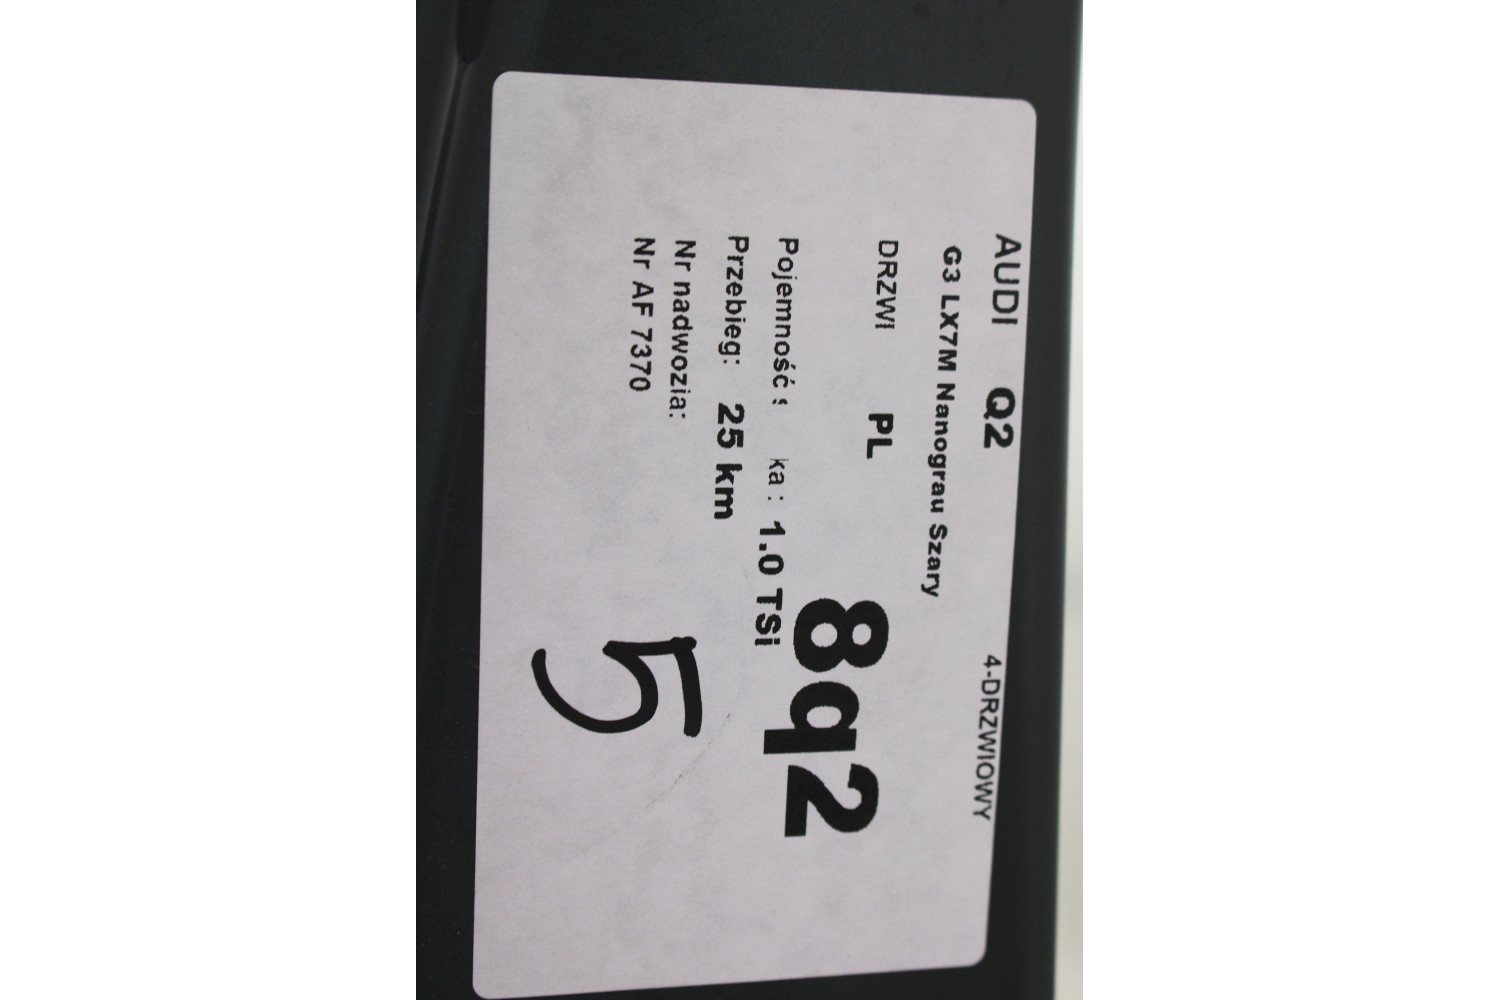 AUDI Q2 4-DRZWIOWY
G3 LX7M Nanograu Szary
DRZWI PL
8q2
Pojemność s ka : 1.0 TSi
Przebieg: 25 km
Nr nadwozia:
Nr AF 7370
5